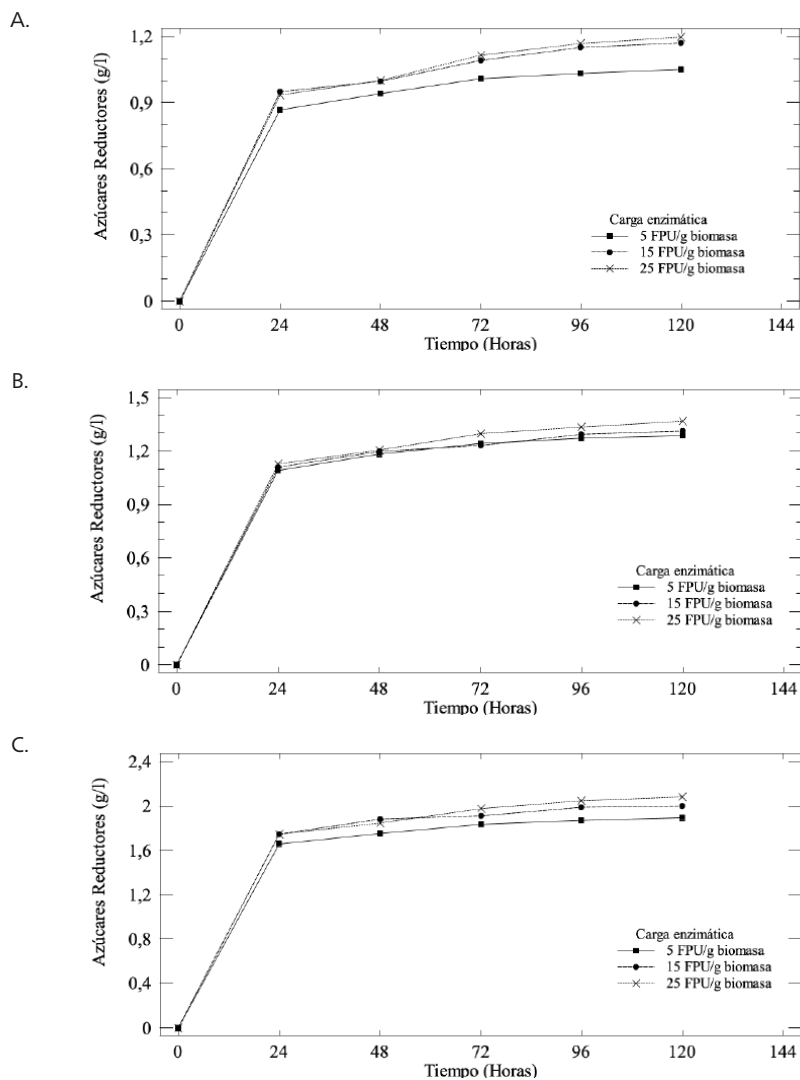 A.
Azúcares Reductores (g/l)
1,2
0,9
0,6
0,3
0
Carga enzimática
5 FPU/g biomasa
15 FPU/g biomasa
25 FPU/g biomasa
0 24 48 72 96 120 144
Tiempo (Horas)
B.
Azúcares Reductores (g/l)
1,5
1,2
0,9
0,6
0,3
0
Carga enzimática
5 FPU/g biomasa
15 FPU/g biomasa
25 FPU/g biomasa
0 24 48 72 96 120 144
Tiempo (Horas)
C.
Azúcares Reductores (g/l)
2,4
2
1,6
1,2
0,8
0,4
0
Carga enzimática
5 FPU/g biomasa
15 FPU/g biomasa
25 FPU/g biomasa
0 24 48 72 96 120 144
Tiempo (Horas)